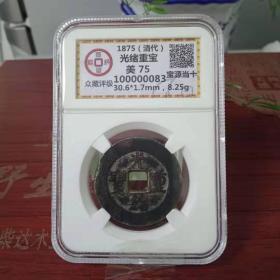 1875（清代）
光绪重宝
美 75
100000083
宝源当十
众藏评级
30.6*1.7mm，8.25g